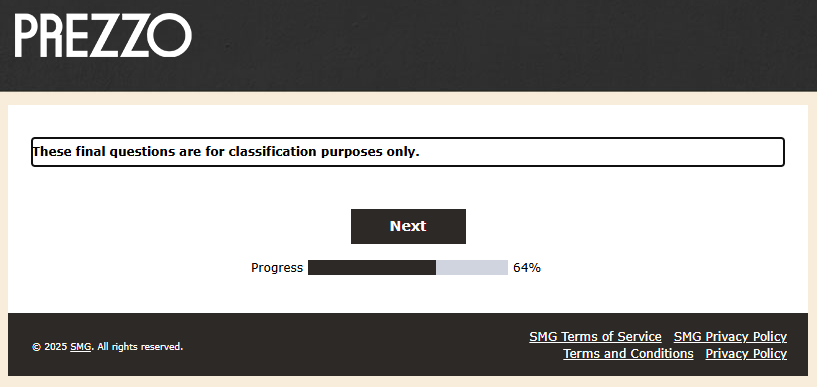 PREZZO
These final questions are for classification purposes only.
Next
Progress 64%
© 2025 SMG. All rights reserved.
SMG Terms of Service SMG Privacy Policy
Terms and Conditions Privacy Policy